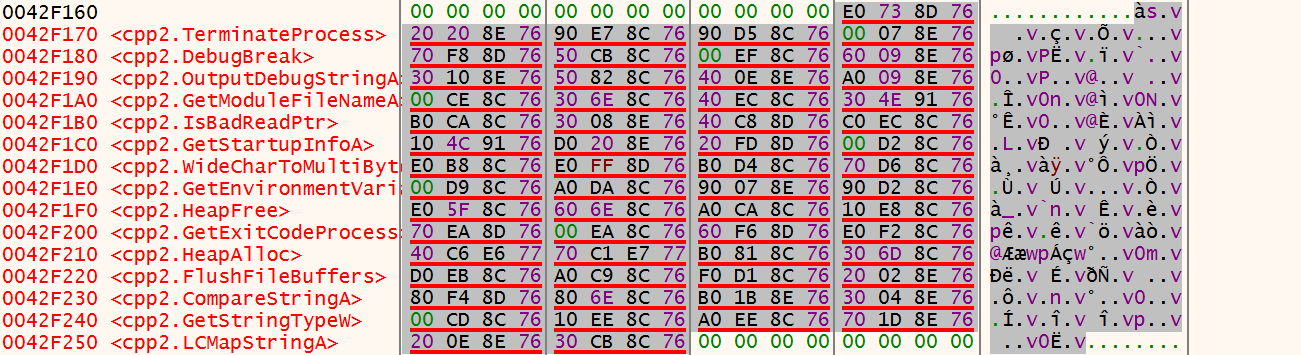 0042F160 00 00 00 00 00 00 00 00 00 00 00 00 E0 73 8D 76 ............às.v
0042F170 <cpp2.TerminateProcess> 20 20 8E 76 90 E7 8C 76 90 D5 8C 76 00 07 8E 76   .v.ç.v.Õ.v...v
0042F180 <cpp2.DebugBreak> 70 F8 8D 76 50 CB 8C 76 00 EF 8C 76 60 09 8E 76 pø.vPË.v.ï.v`..v
0042F190 <cpp2.OutputDebugStringA> 30 10 8E 76 50 82 8C 76 40 0E 8E 76 A0 09 8E 76 0..vP..v@..v ..v
0042F1A0 <cpp2.GetModuleFileNameA 00 CE 8C 76 30 6E 8C 76 40 EC 8C 76 30 4E 91 76 .Î.v0n.v@ì.v0N.v
0042F1B0 <cpp2.IsBadReadPtr> B0 CA 8C 76 30 08 8E 76 40 C8 8D 76 C0 EC 8C 76 °Ê.v0..v@È.vÀì.v
0042F1C0 <cpp2.GetStartupInfoA> 10 4C 91 76 D0 20 8E 76 20 FD 8D 76 00 D2 8C 76 .L.vÐ .v ý.v.Ò.v
0042F1D0 <cpp2.WideCharToMultiByt E0 B8 8C 76 E0 FF 8D 76 B0 D4 8C 76 70 D6 8C 76 à¸.vàÿ.v°Ô.vpÖ.v
0042F1E0 <cpp2.GetEnvironmentVaris 00 D9 8C 76 A0 DA 8C 76 90 07 8E 76 90 D2 8C 76 .Ù.v Ú.v...v.Ò.v
0042F1F0 <cpp2.HeapFree> E0 5F 8C 76 60 6E 8C 76 A0 CA 8C 76 10 E8 8C 76 à_.v`n.v Ê.v.è.v
0042F200 <cpp2.GetExitCodeProcess> 70 EA 8D 76 00 EA 8C 76 60 F6 8D 76 E0 F2 8C 76 pê.v.ê.v`ö.vàò.v
0042F210 <cpp2.HeapAlloc> 40 C6 E6 77 70 C1 E7 77 B0 81 8C 76 30 6D 8C 76 @ÆæwpÁçw°..v0m.v
0042F220 <cpp2.FlushFileBuffers> D0 EB 8C 76 A0 C9 8C 76 F0 D1 8C 76 20 02 8E 76 Ðë.v É.vðÑ.v ..v
0042F230 <cpp2.CompareStringA> 80 F4 8D 76 80 6E 8C 76 B0 1B 8E 76 30 04 8E 76 .ô.v.n.v°..v0..v
0042F240 <cpp2.GetStringTypeW> 00 CD 8C 76 10 EE 8C 76 A0 EE 8C 76 70 1D 8E 76 .Í.v.î.v î.vp..v
0042F250 <cpp2.LCMapStringA> 20 0E 8E 76 30 CB 8C 76 00 00 00 00 00 00 00 00  ..v0Ë.v........